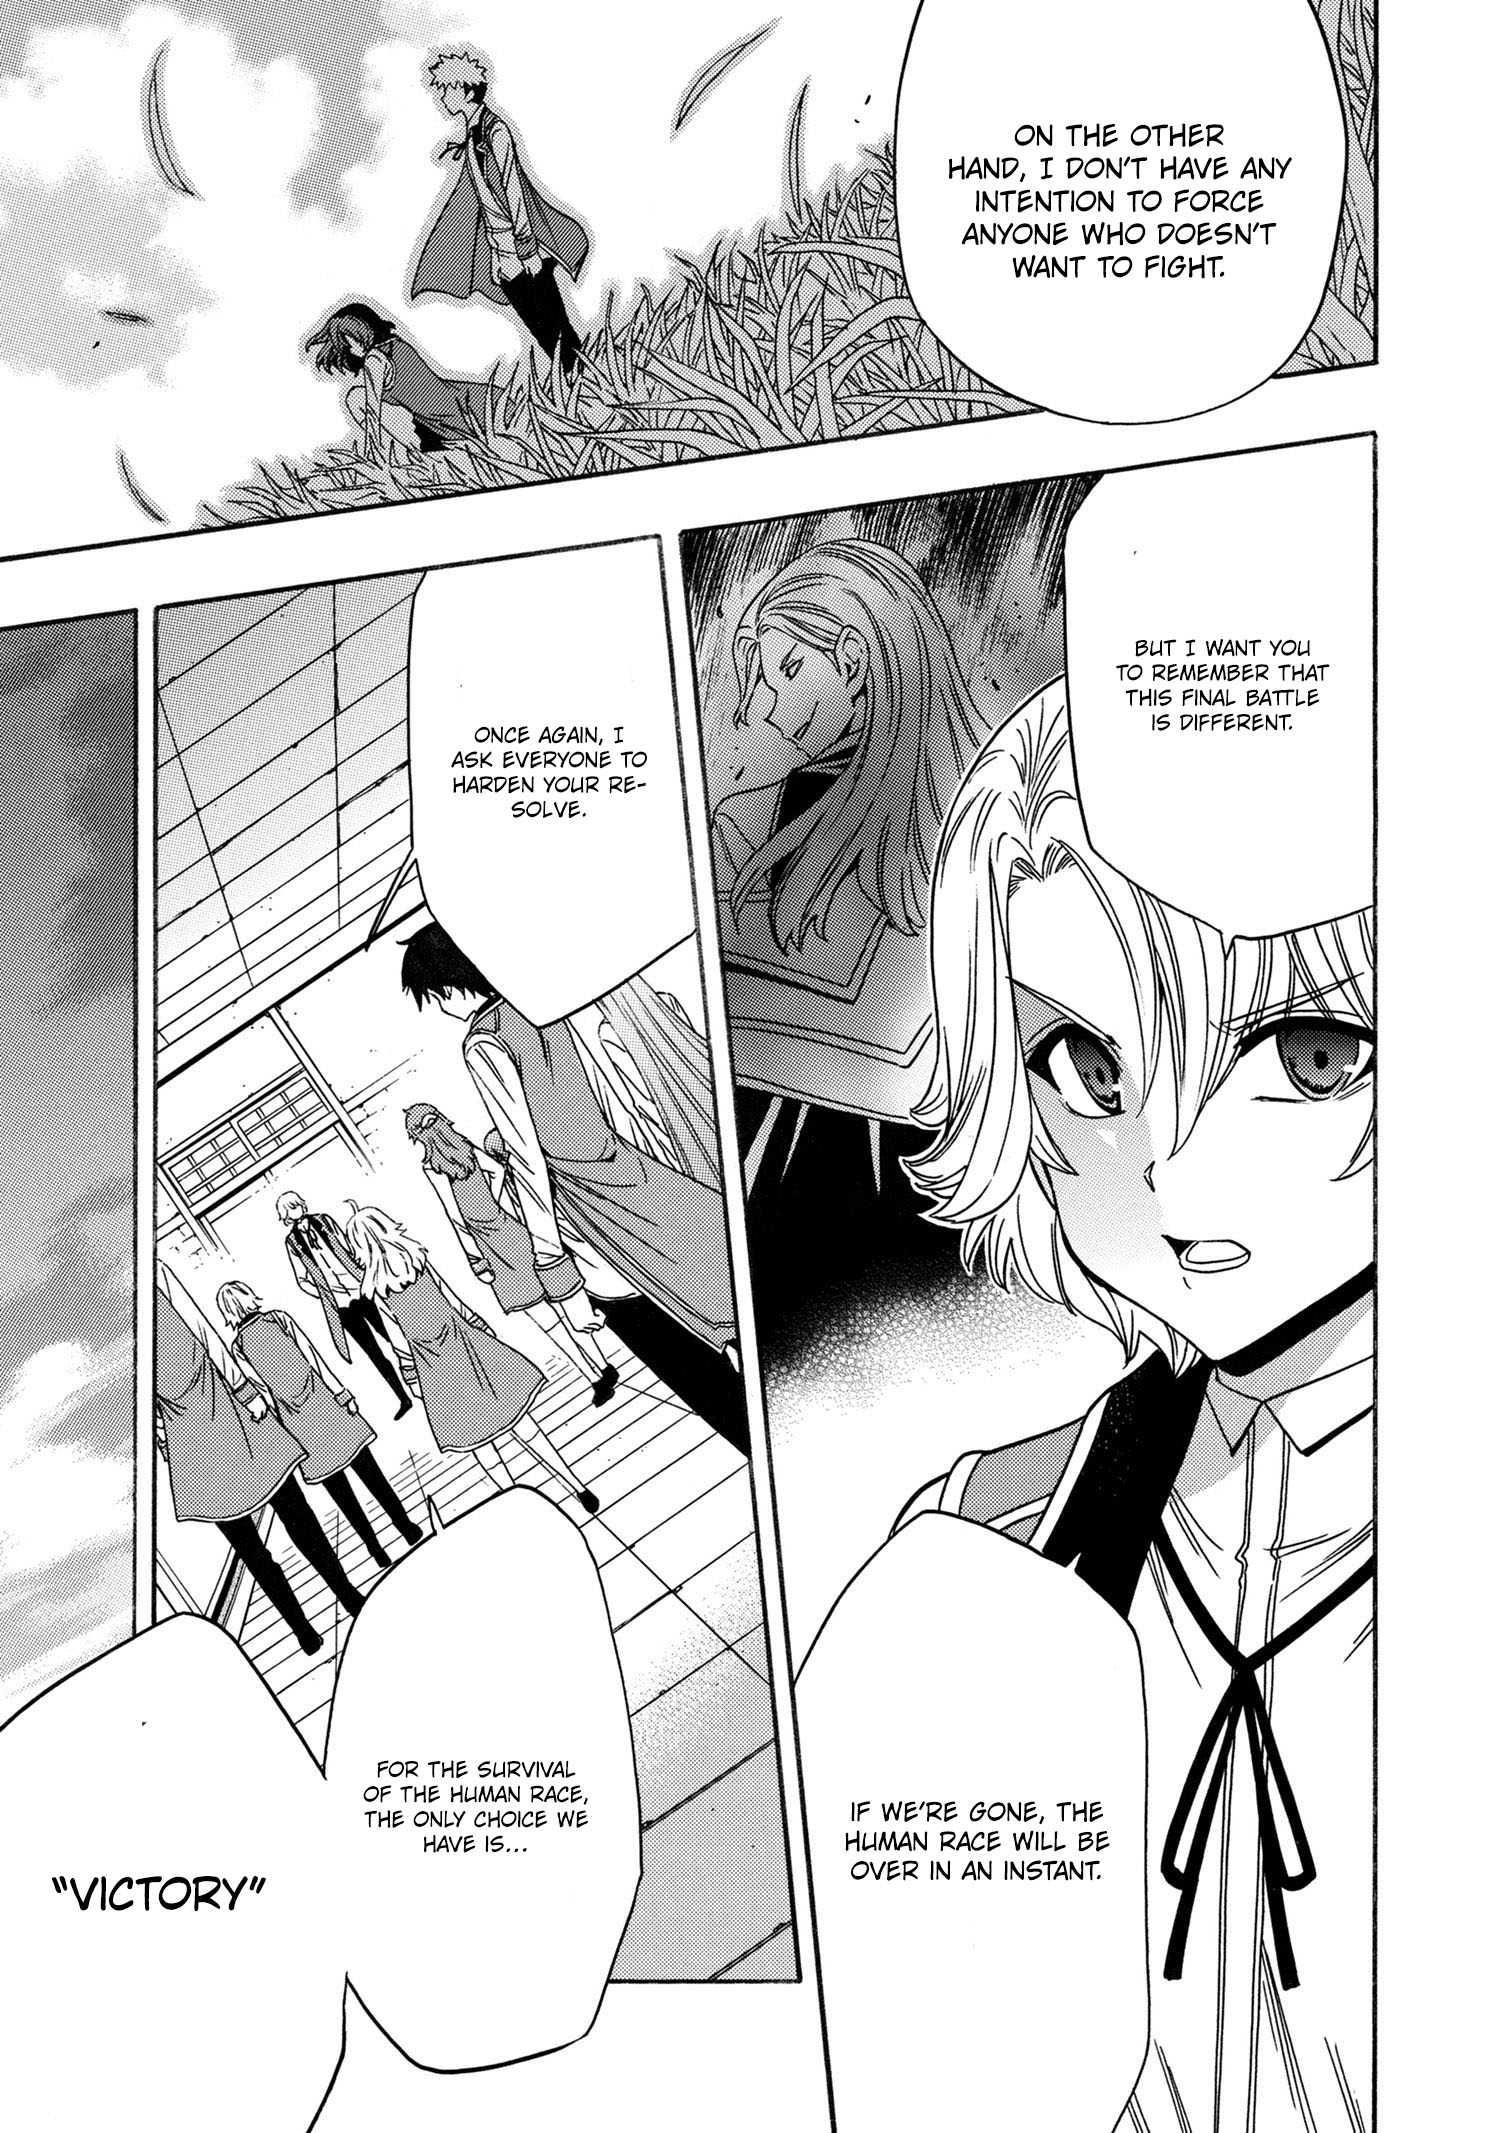 ON THE OTHER
HAND, I DON'T HAVE ANY
INTENTION TO FORCE
ANYONE WHO DOESN'T
WANT TO FIGHT.
BUT I WANT YOU
TO REMEMBER THAT
THIS FINAL BATTLE
IS DIFFERENT.
IF WE'RE GONE, THE
HUMAN RACE WILL BE
OVER IN AN INSTANT.
ONCE AGAIN, I
ASK EVERYONE TO
HARDEN YOUR RE-
SOLVE.
FOR THE SURVIVAL
OF THE HUMAN RACE,
THE ONLY CHOICE WE
HAVE IS...
"VICTORY"